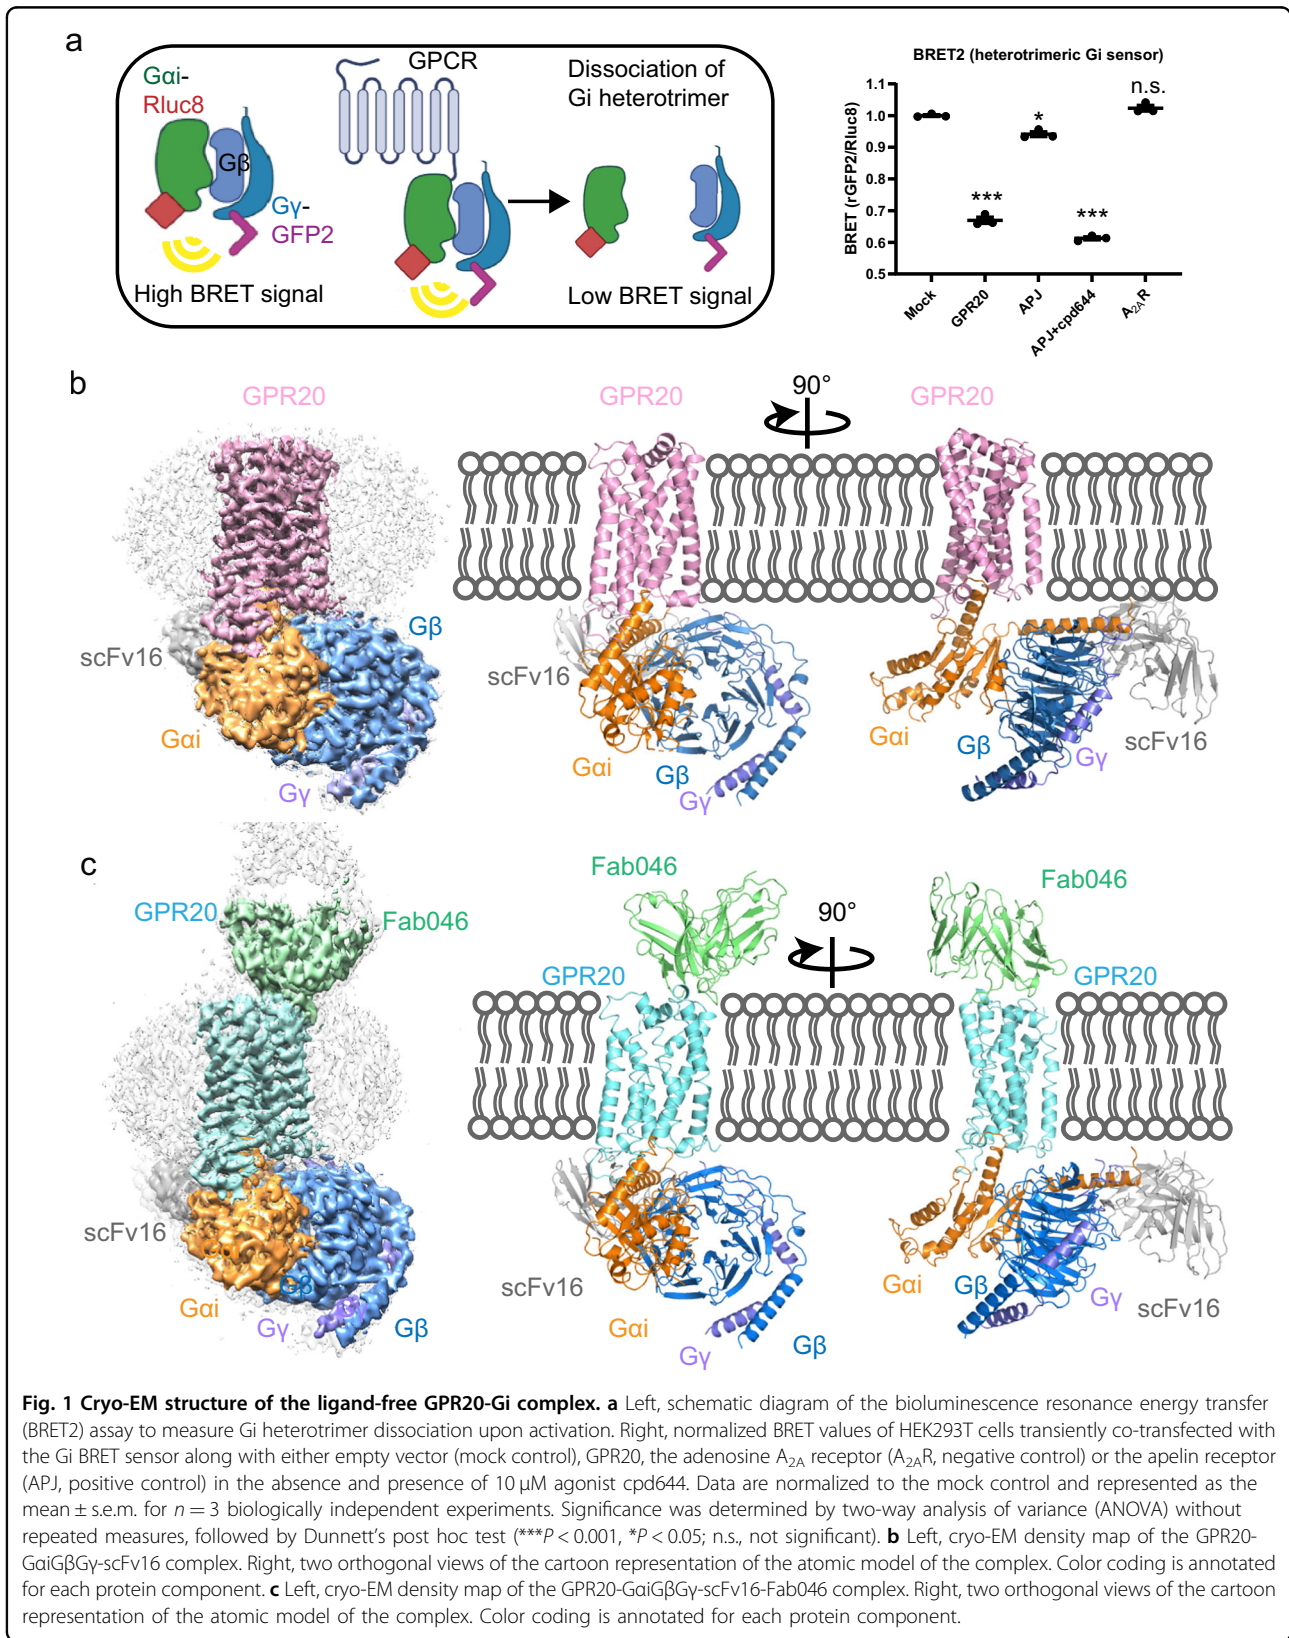 a
Gαi-
Rluc8
Gβ
Gγ-
GFP2
High BRET signal
GPCR
Dissociation of
Gi heterotrimer
Low BRET signal
BRET2 (heterotrimeric Gi sensor)
BRET (rGFP2/Rluc8)
1.1
1.0
0.9
0.8
0.7
0.6
0.5
***
*
***
n.s.
Mock
GPR20
APJ
APJ+cpd644
A2AR
b
GPR20
GPR20
90°
GPR20
scFv16
Gβ
Gαi
Gγ
scFv16
Gαi
Gβ
Gγ
Gαi
Gβ
Gγ
scFv16
c
GPR20
Fab046
Fab046
90°
Fab046
GPR20
GPR20
scFv16
Gαi
Gβ
Gγ
Gβ
scFv16
Gαi
Gγ
Gβ
Gαi
Gβ
Gγ
scFv16
Fig. 1 Cryo-EM structure of the ligand-free GPR20-Gi complex. a Left, schematic diagram of the bioluminescence resonance energy transfer
(BRET2) assay to measure Gi heterotrimer dissociation upon activation. Right, normalized BRET values of HEK293T cells transiently co-transfected with
the Gi BRET sensor along with either empty vector (mock control), GPR20, the adenosine A2A receptor (A2AR, negative control) or the apelin receptor
(APJ, positive control) in the absence and presence of 10 μM agonist cpd644. Data are normalized to the mock control and represented as the
mean ± s.e.m. for n = 3 biologically independent experiments. Significance was determined by two-way analysis of variance (ANOVA) without
repeated measures, followed by Dunnett's post hoc test (***P < 0.001, *P < 0.05; n.s., not significant). b Left, cryo-EM density map of the GPR20-
GαiGβGγ-scFv16 complex. Right, two orthogonal views of the cartoon representation of the atomic model of the complex. Color coding is annotated
for each protein component. c Left, cryo-EM density map of the GPR20-GαiGβGγ-scFv16-Fab046 complex. Right, two orthogonal views of the cartoon
representation of the atomic model of the complex. Color coding is annotated for each protein component.